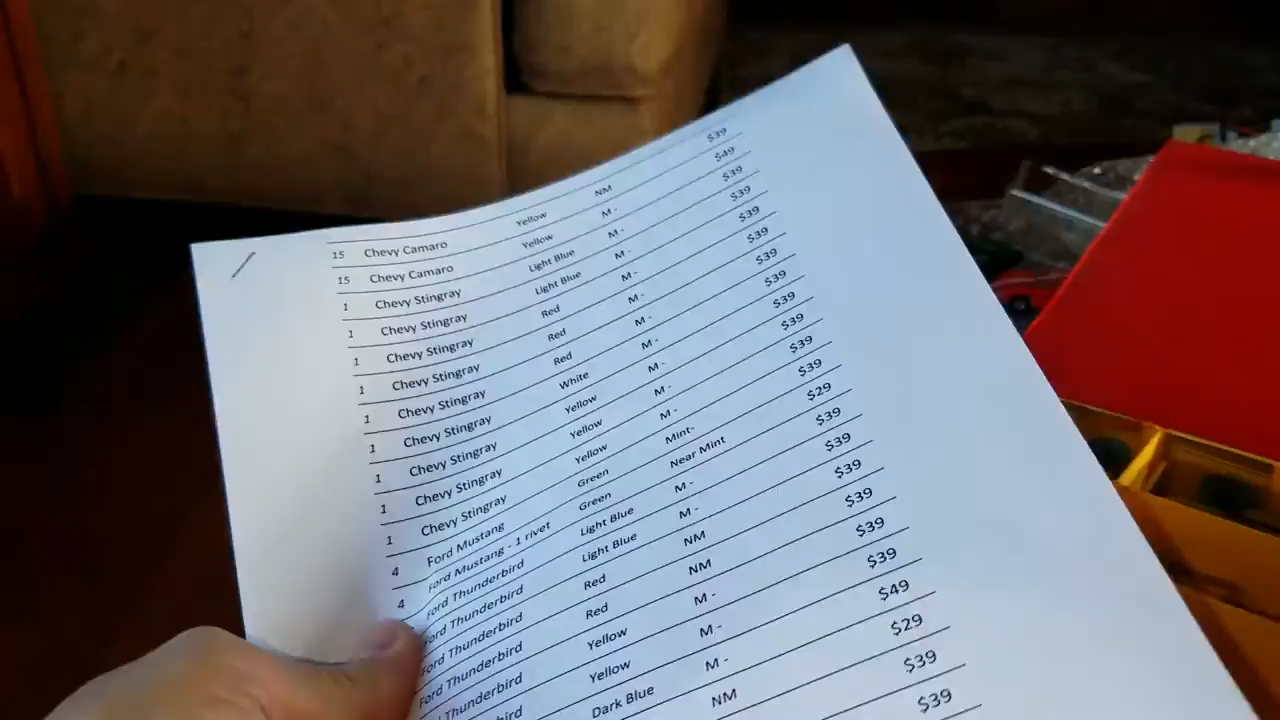 15 Chevy Camaro Yellow NM $39
15 Chevy Camaro Yellow M - $49
1 Chevy Stingray Light Blue M - $39
1 Chevy Stingray Light Blue M - $39
1 Chevy Stingray Red M - $39
1 Chevy Stingray Red M - $39
1 Chevy Stingray Red M - $39
1 Chevy Stingray White M - $39
1 Chevy Stingray Yellow M - $39
1 Chevy Stingray Yellow M - $39
1 Chevy Stingray Yellow M - $39
4 Ford Mustang Green Mint- $39
4 Ford Mustang - 1 rivet Green Near Mint $29
Ford Thunderbird Light Blue M - $39
Ford Thunderbird Light Blue M - $39
Ford Thunderbird Red NM $39
Ford Thunderbird Red NM $39
Thunderbird Yellow M - $39
bird Yellow M - $39
Dark Blue M - $49
NM $29
$39
$39